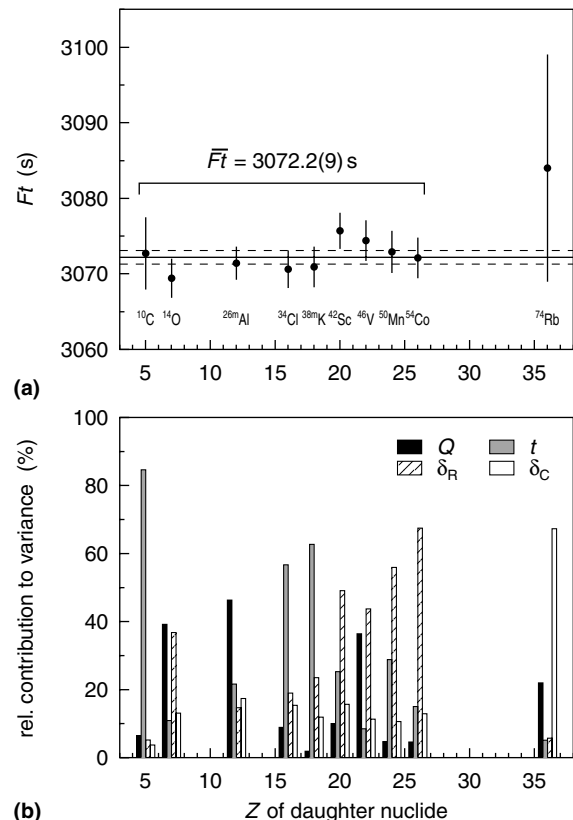 3100
3090
3080
3070
3060
Ft (s)
F̅t̅ = 3072.2(9) s
¹⁰C ¹⁴O ²⁶ᵐAl ³⁴Cl ³⁸ᵐK ⁴²Sc ⁴⁶V ⁵⁰Mn ⁵⁴Co ⁷⁴Rb
5 10 15 20 25 30 35
(a)
100
80
60
40
20
0
rel. contribution to variance (%)
Q t
δR δC
5 10 15 20 25 30 35
Z of daughter nuclide
(b)